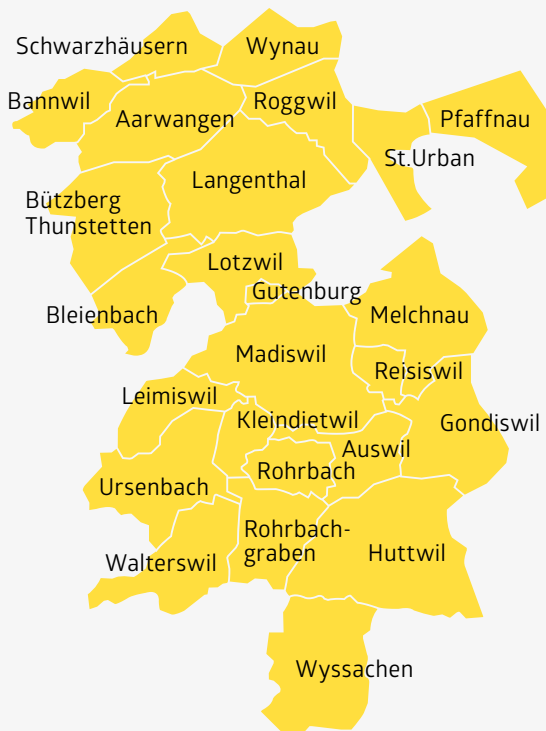 Schwarzhäusern
Wynau
Bannwil
Aarwangen
Roggwil
Pfaffnau
St.Urban
Langenthal
Bützberg
Thunstetten
Lotzwil
Gutenburg
Bleienbach
Melchnau
Madiswil
Reisiswil
Leimiswil
Kleindietwil
Gondiswil
Auswil
Rohrbach
Ursenbach
Rohrbach-
graben
Huttwil
Walterswil
Wyssachen